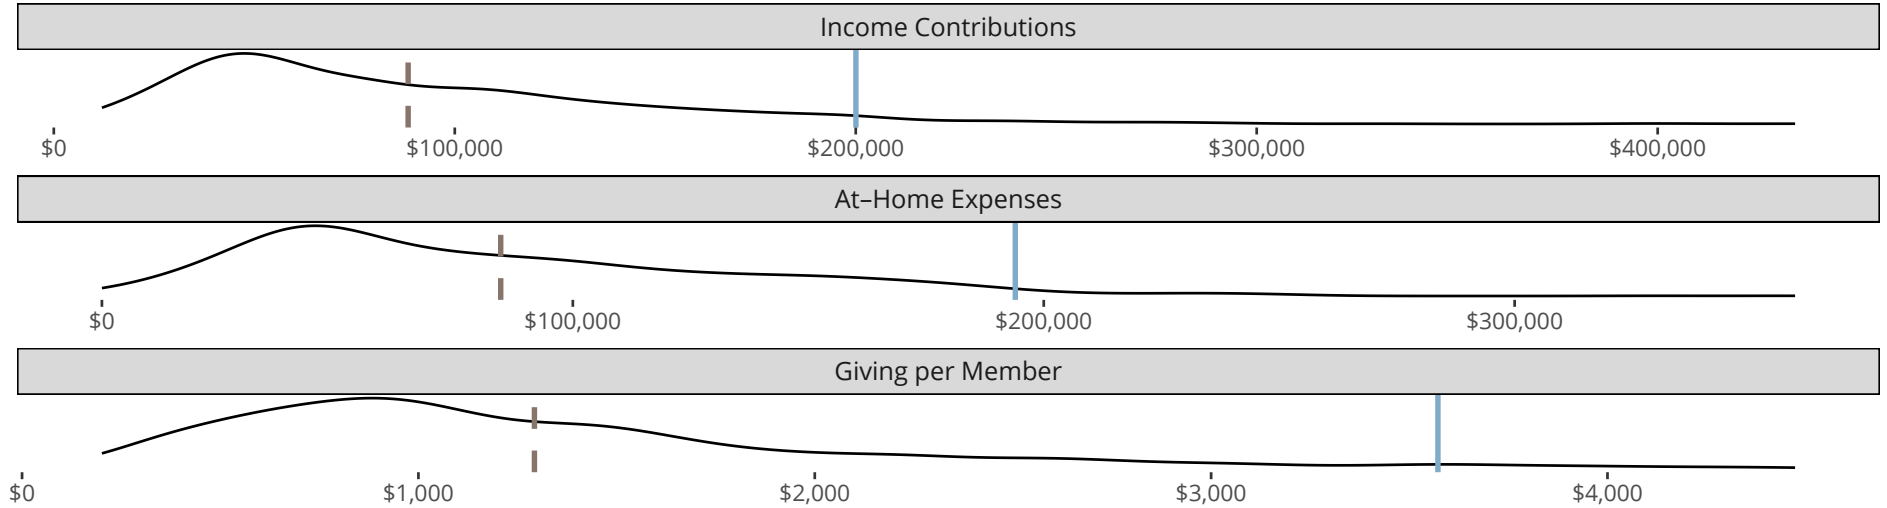 Income Contributions
$0 $100,000 $200,000 $300,000 $400,000
At–Home Expenses
$0 $100,000 $200,000 $300,000
Giving per Member
$0 $1,000 $2,000 $3,000 $4,000